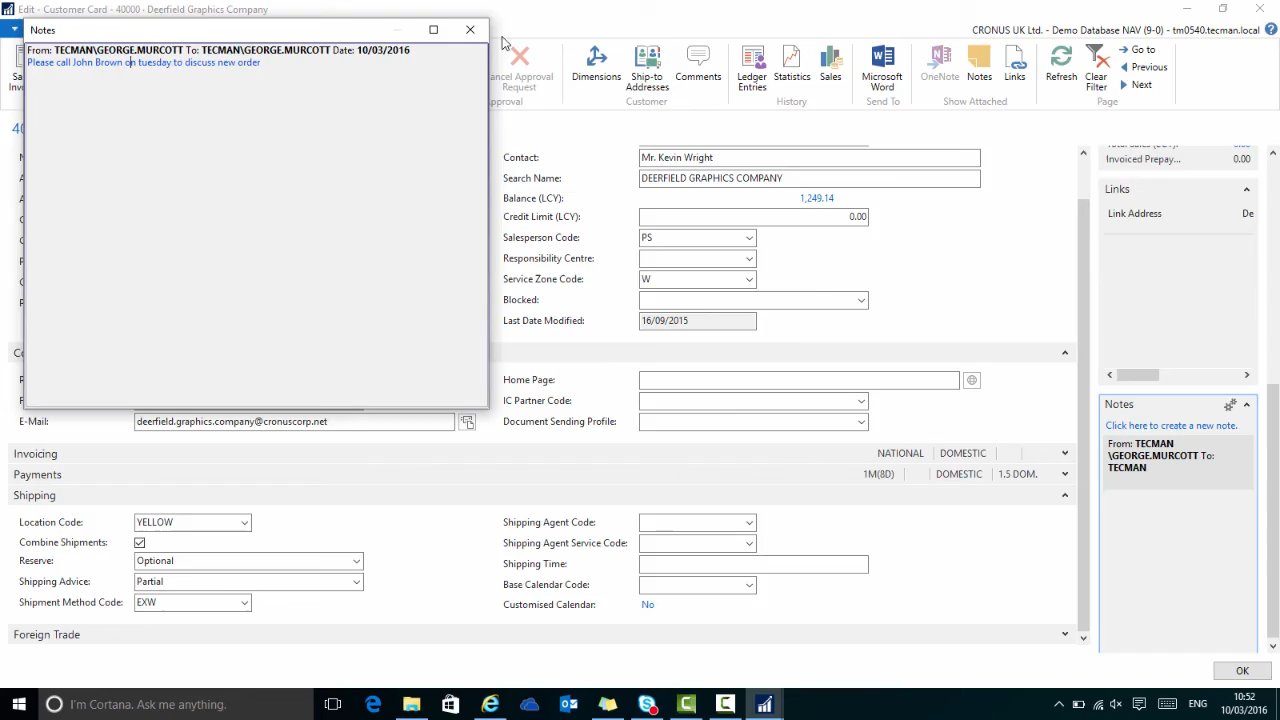 Edit - Customer Card - 40000 - Deerfield Graphics Company
CRONUS UK Ltd. - Demo Database NAV (9-0) - tm0540.tecman.local
Notes
From: TECMAN\GEORGE.MURCOTT To: TECMAN\GEORGE.MURCOTT Date: 10/03/2016
Please call John Brown on tuesday to discuss new order
Approval
Request
Dimensions
Ship-to
Addresses
Comments
Customer
Ledger
Entries
Statistics
Sales
History
Microsoft
Word
Send To
OneNote
Notes
Links
Show Attached
Refresh
Clear
Filter
Go to
Previous
Next
Page
Contact: Mr. Kevin Wright
Search Name: DEERFIELD GRAPHICS COMPANY
Balance (LCY): 1,249.14
Credit Limit (LCY): 0.00
Salesperson Code: PS
Responsibility Centre:
Service Zone Code: W
Blocked:
Last Date Modified: 16/09/2015
Home Page:
IC Partner Code:
E-Mail: deerfield.graphics.company@cronuscorp.net
Document Sending Profile:
Invoicing NATIONAL DOMESTIC
Payments 1M(8D) DOMESTIC 1.5 DOM.
Shipping
Location Code: YELLOW
Shipping Agent Code:
Combine Shipments:
Shipping Agent Service Code:
Reserve: Optional
Shipping Time:
Shipping Advice: Partial
Base Calendar Code:
Shipment Method Code: EXW
Customised Calendar: No
Foreign Trade
Invoiced Prepay... 0.00
Links
Link Address De
Notes
Click here to create a new note.
From: TECMAN
\GEORGE.MURCOTT To:
TECMAN
OK
I'm Cortana. Ask me anything.
ENG
10:52
10/03/2016